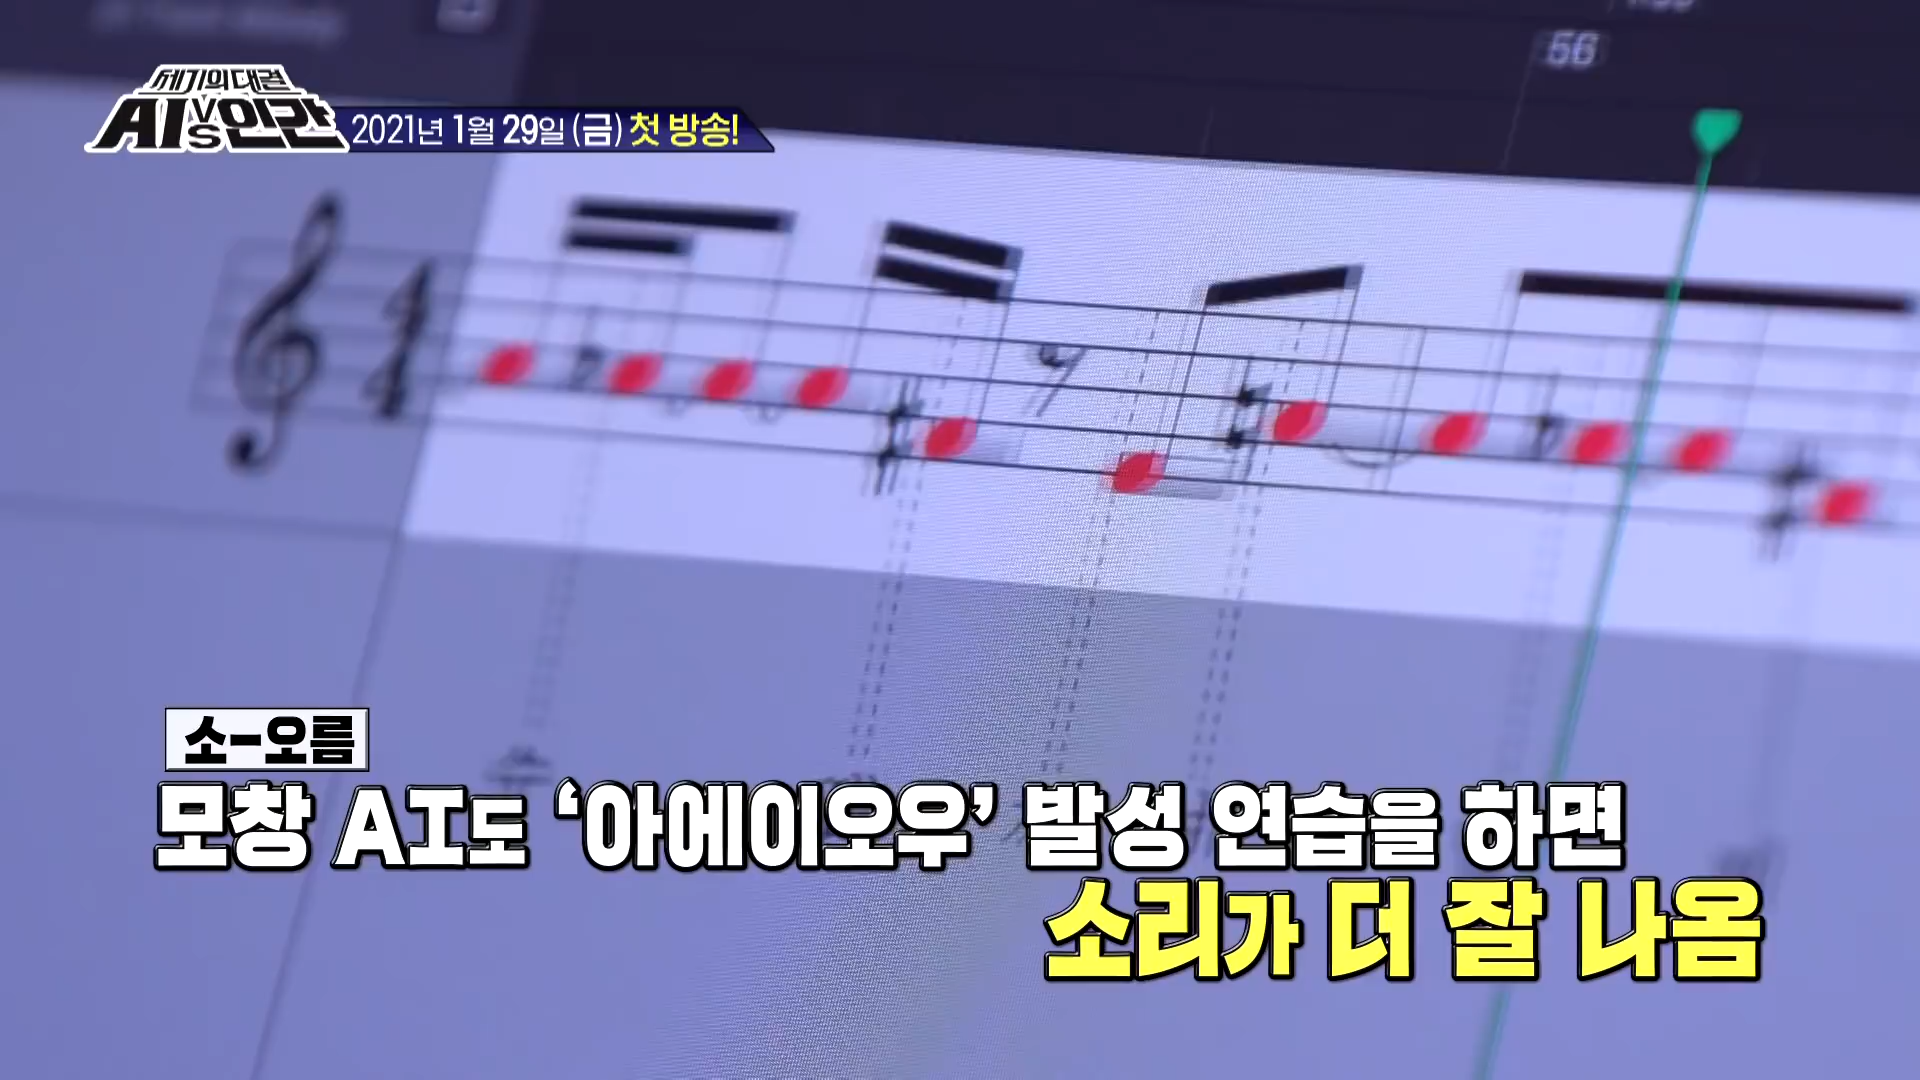 56
세기의 대결
AI VS 인간
2021년 1월 29일 (금) 첫 방송!
소-오름
모창 AI도 ‘아에이오우’ 발성 연습을 하면
소리가 더 잘 나옴